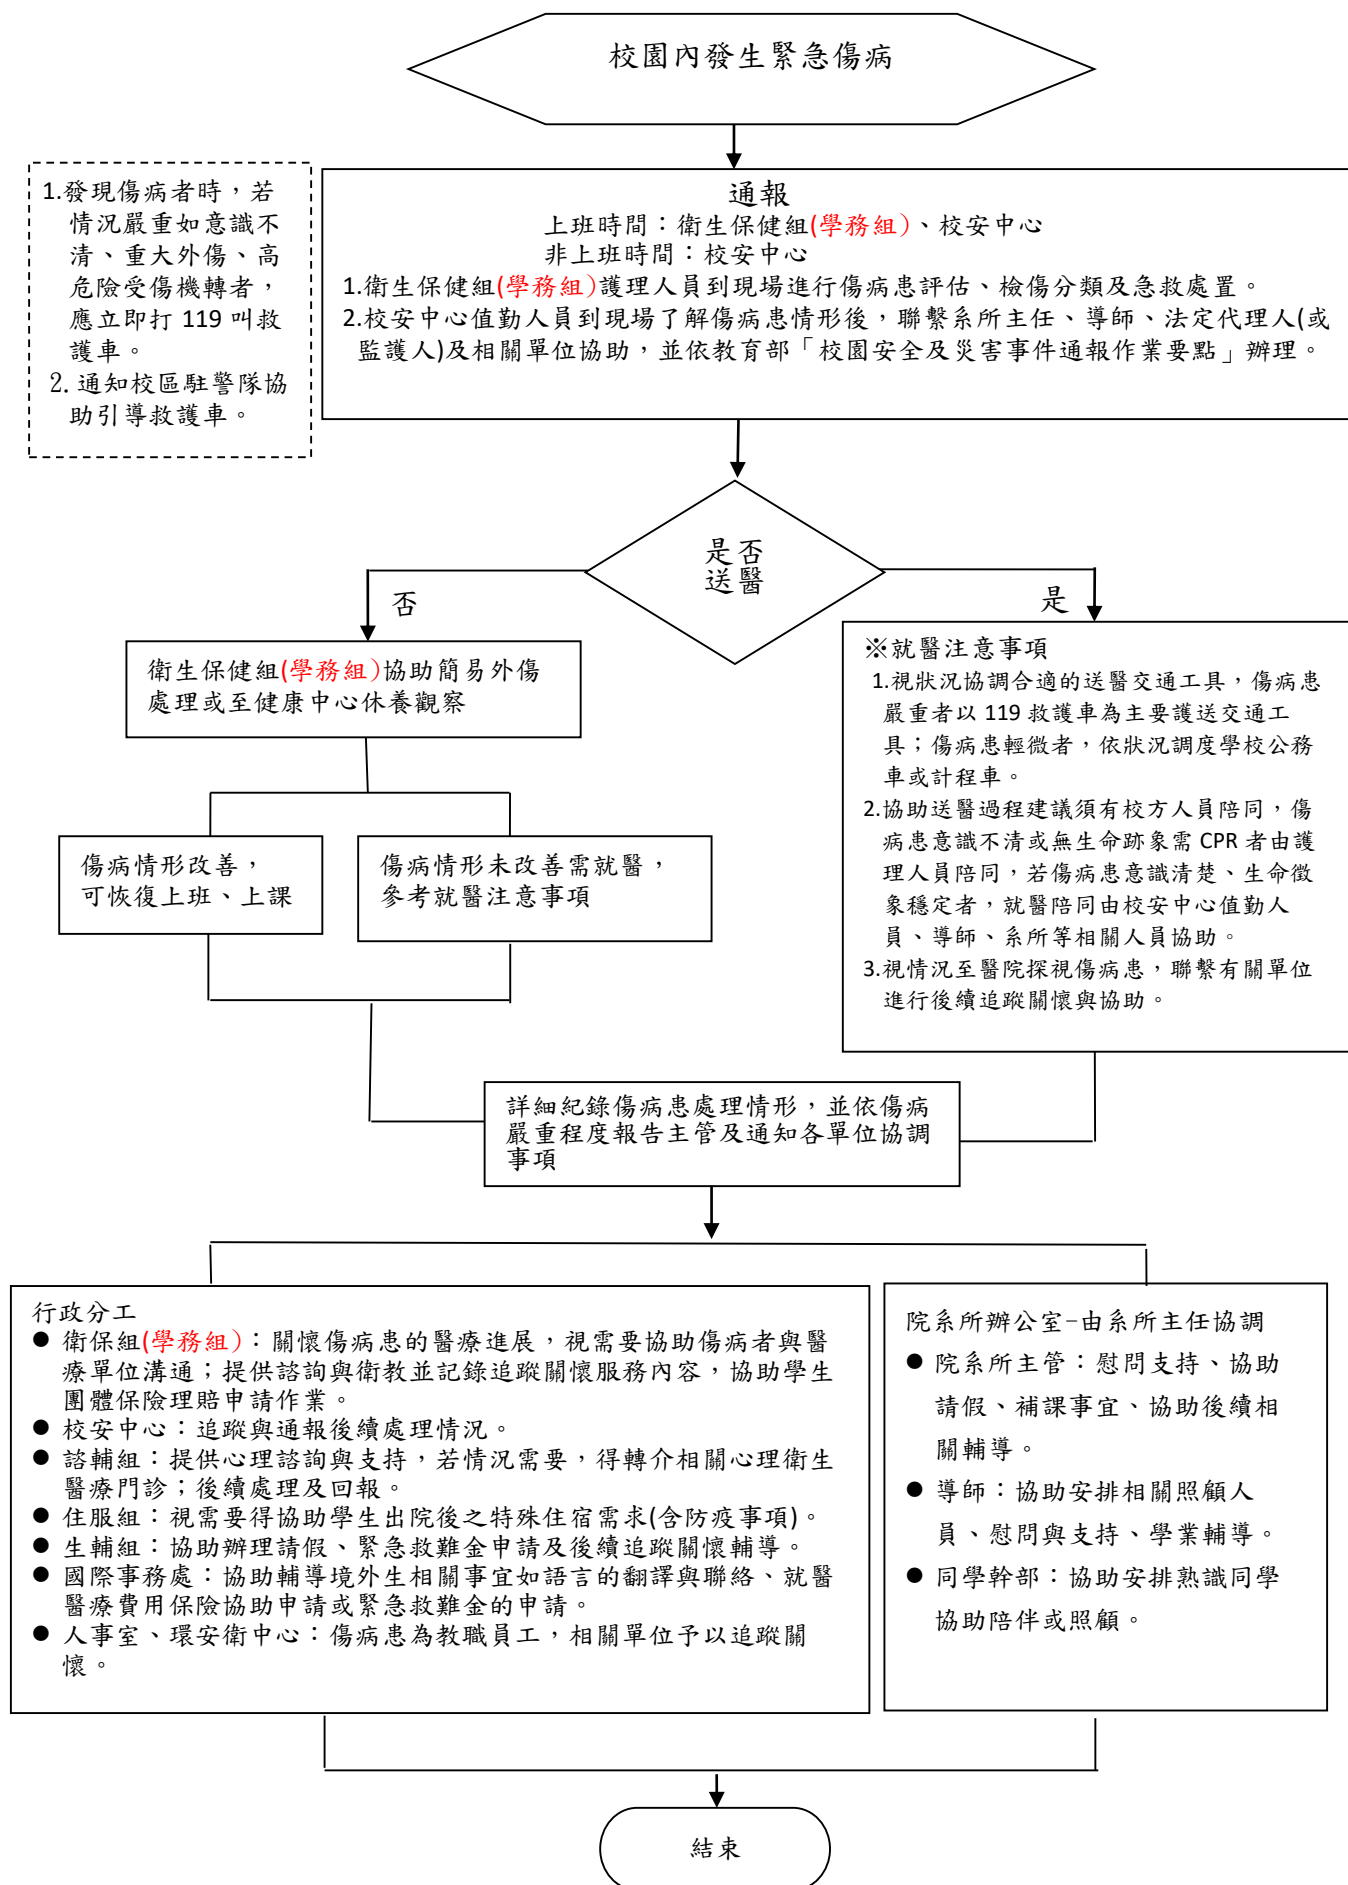 校園內發生緊急傷病
1.發現傷病者時，若
情況嚴重如意識不
清、重大外傷、高
危險受傷機轉者，
應立即打 119 叫救
護車。
2. 通知校區駐警隊協
助引導救護車。
通報
上班時間：衛生保健組(學務組)、校安中心
非上班時間：校安中心
1.衛生保健組(學務組)護理人員到現場進行傷病患評估、檢傷分類及急救處置。
2.校安中心值勤人員到現場了解傷病患情形後，聯繫系所主任、導師、法定代理人(或
監護人)及相關單位協助，並依教育部「校園安全及災害事件通報作業要點」辦理。
是否
送醫
否
是
衛生保健組(學務組)協助簡易外傷
處理或至健康中心休養觀察
傷病情形改善，
可恢復上班、上課
傷病情形未改善需就醫，
參考就醫注意事項
※就醫注意事項
1.視狀況協調合適的送醫交通工具，傷病患
嚴重者以 119 救護車為主要護送交通工
具；傷病患輕微者，依狀況調度學校公務
車或計程車。
2.協助送醫過程建議須有校方人員陪同，傷
病患意識不清或無生命跡象需 CPR 者由護
理人員陪同，若傷病患意識清楚、生命徵
象穩定者，就醫陪同由校安中心值勤人
員、導師、系所等相關人員協助。
3.視情況至醫院探視傷病患，聯繫有關單位
進行後續追蹤關懷與協助。
詳細紀錄傷病患處理情形，並依傷病
嚴重程度報告主管及通知各單位協調
事項
行政分工
● 衛保組(學務組)：關懷傷病患的醫療進展，視需要協助傷病者與醫
療單位溝通；提供諮詢與衛教並記錄追蹤關懷服務內容，協助學生
團體保險理賠申請作業。
● 校安中心：追蹤與通報後續處理情況。
● 諮輔組：提供心理諮詢與支持，若情況需要，得轉介相關心理衛生
醫療門診；後續處理及回報。
● 住服組：視需要得協助學生出院後之特殊住宿需求(含防疫事項)。
● 生輔組：協助辦理請假、緊急救難金申請及後續追蹤關懷輔導。
● 國際事務處：協助輔導境外生相關事宜如語言的翻譯與聯絡、就醫
醫療費用保險協助申請或緊急救難金的申請。
● 人事室、環安衛中心：傷病患為教職員工，相關單位予以追蹤關
懷。
院系所辦公室-由系所主任協調
● 院系所主管：慰問支持、協助
請假、補課事宜、協助後續相
關輔導。
● 導師：協助安排相關照顧人
員、慰問與支持、學業輔導。
● 同學幹部：協助安排熟識同學
協助陪伴或照顧。
結束